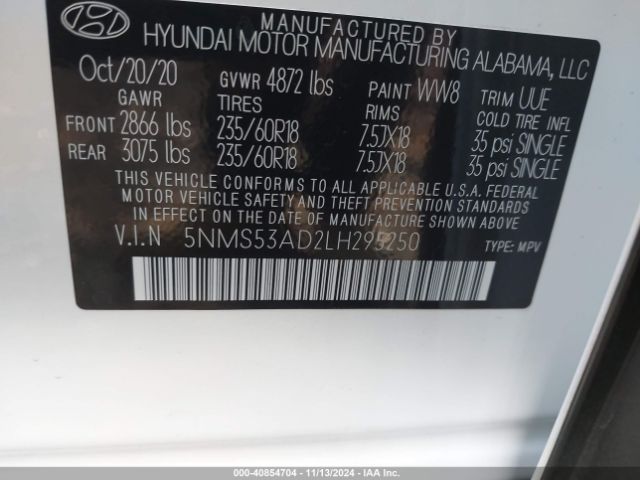 MANUFACTURED BY
HYUNDAI MOTOR MANUFACTURING ALABAMA, LLC
Oct/20/20 GVWR 4872 lbs PAINT WW8 TRIM UUE
GAWR TIRES RIMS COLD TIRE INFL
FRONT 2866 lbs 235/60R18 7.5JX18 35 psi SINGLE
REAR 3075 lbs 235/60R18 7.5JX18 35 psi SINGLE
THIS VEHICLE CONFORMS TO ALL APPLICABLE U.S.A. FEDERAL
MOTOR VEHICLE SAFETY AND THEFT PREVENTION STANDARDS
IN EFFECT ON THE DATE OF MANUFACTURE SHOWN ABOVE
V.I.N 5NMS53AD2LH295250 TYPE: MPV
000-40854704 - 11/13/2024 - IAAI.COM